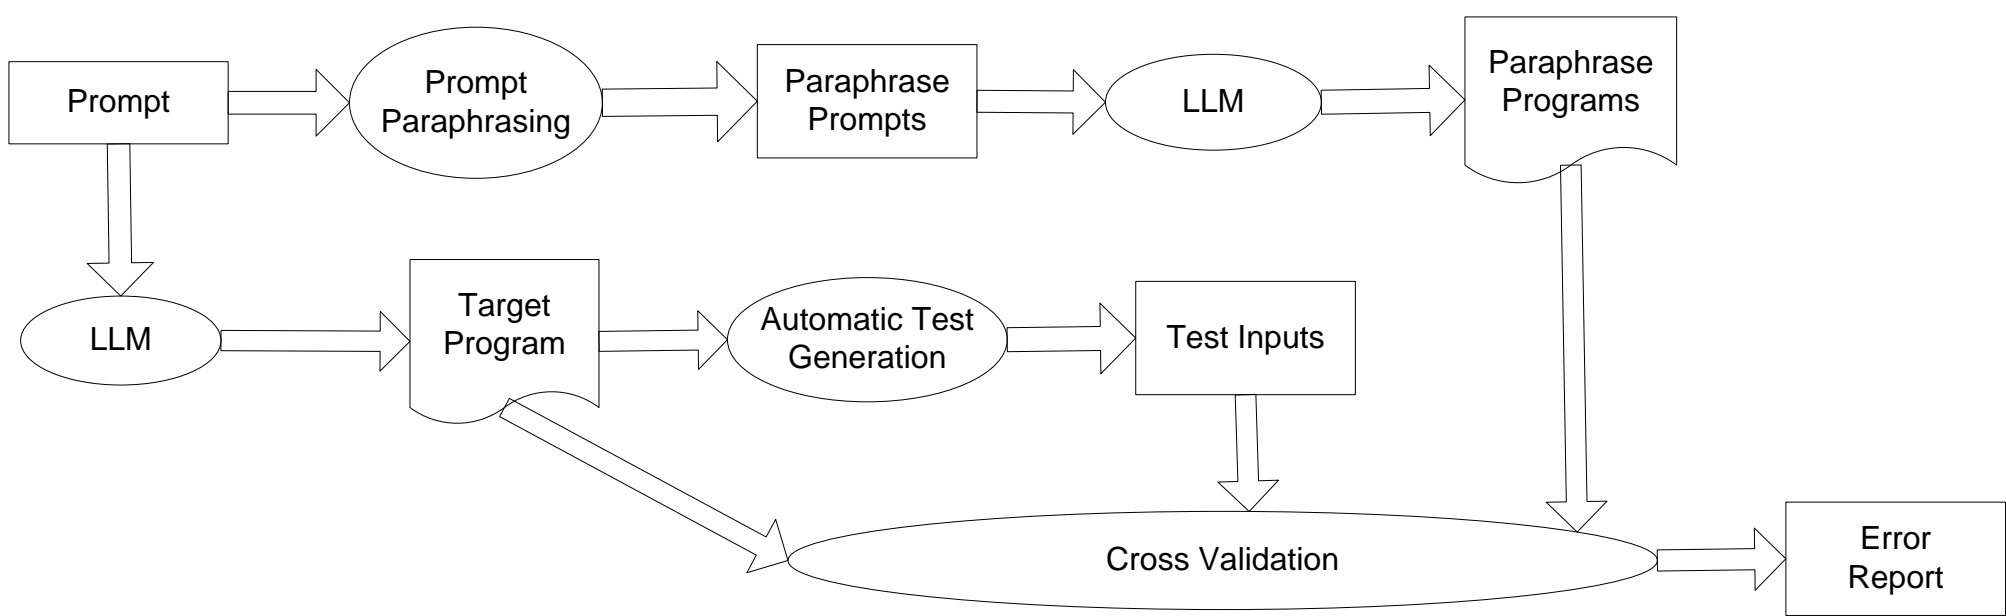 Prompt
Prompt
Paraphrasing
Paraphrase
Prompts
LLM
Paraphrase
Programs
LLM
Target
Program
Automatic Test
Generation
Test Inputs
Cross Validation
Error
Report